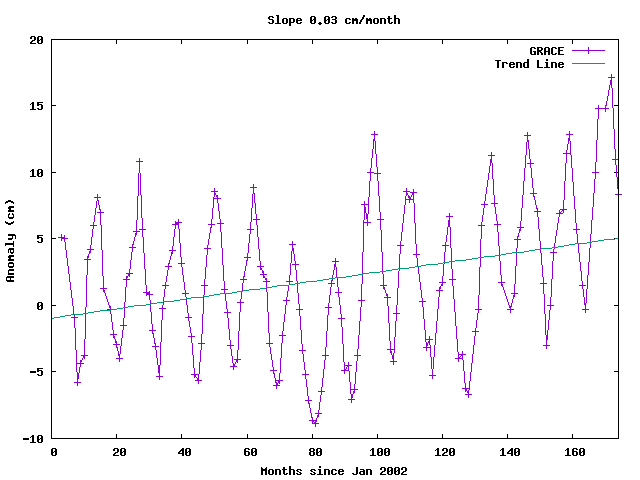 Slope 0.03 cm/month
GRACE
Trend Line
20
15
10
5
0
-5
-10
Anomaly (cm)
0 20 40 60 80 100 120 140 160
Months since Jan 2002